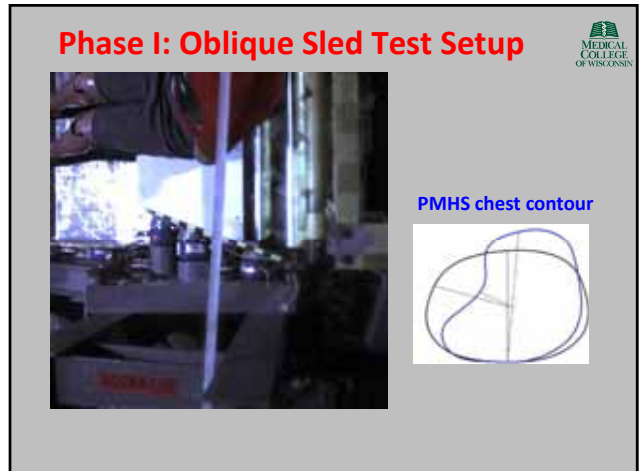 Phase I: Oblique Sled Test Setup
MEDICAL
COLLEGE
OF WISCONSIN
PMHS chest contour